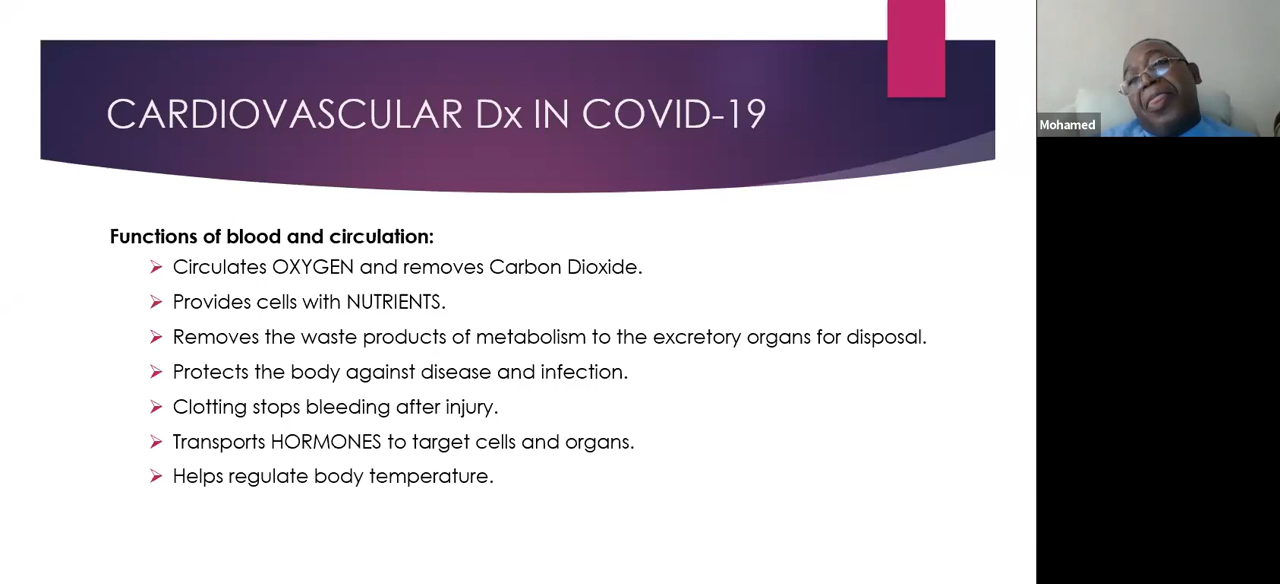 CARDIOVASCULAR Dx IN COVID-19
Functions of blood and circulation:
Circulates OXYGEN and removes Carbon Dioxide.
Provides cells with NUTRIENTS.
Removes the waste products of metabolism to the excretory organs for disposal.
Protects the body against disease and infection.
Clotting stops bleeding after injury.
Transports HORMONES to target cells and organs.
Helps regulate body temperature.
Mohamed